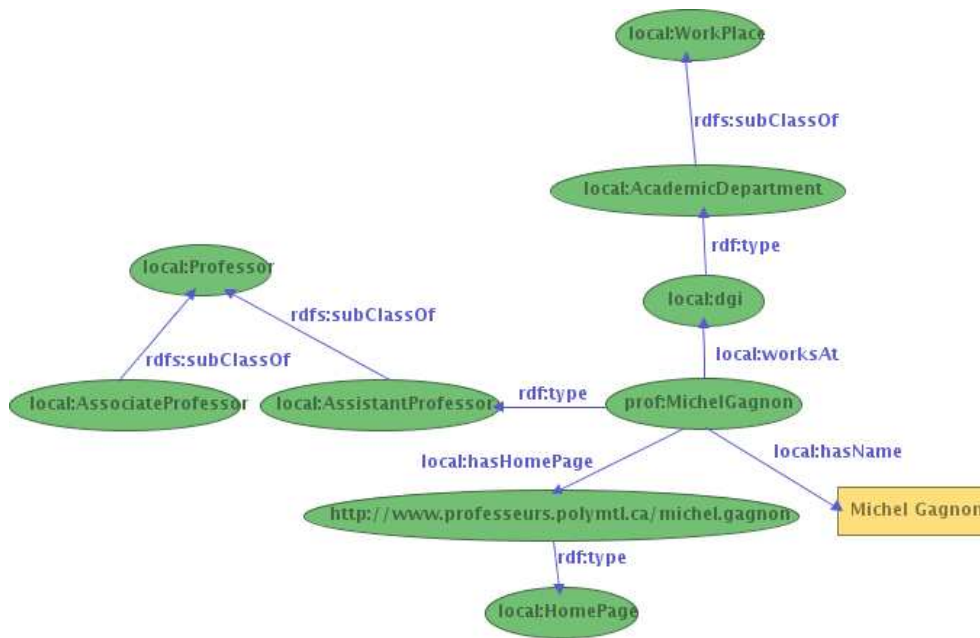 local:WorkPlace
rdfs:subClassOf
local:AcademicDepartment
rdf:type
local:Professor
local:dgi
rdfs:subClassOf
local:worksAt
rdfs:subClassOf
local:AssociateProfessor
local:AssistantProfessor
rdf:type
prof:MichelGagnon
local:hasName
local:hasHomePage
http://www.professeurs.polymtl.ca/michel.gagnon
Michel Gagnon
rdf:type
local:HomePage